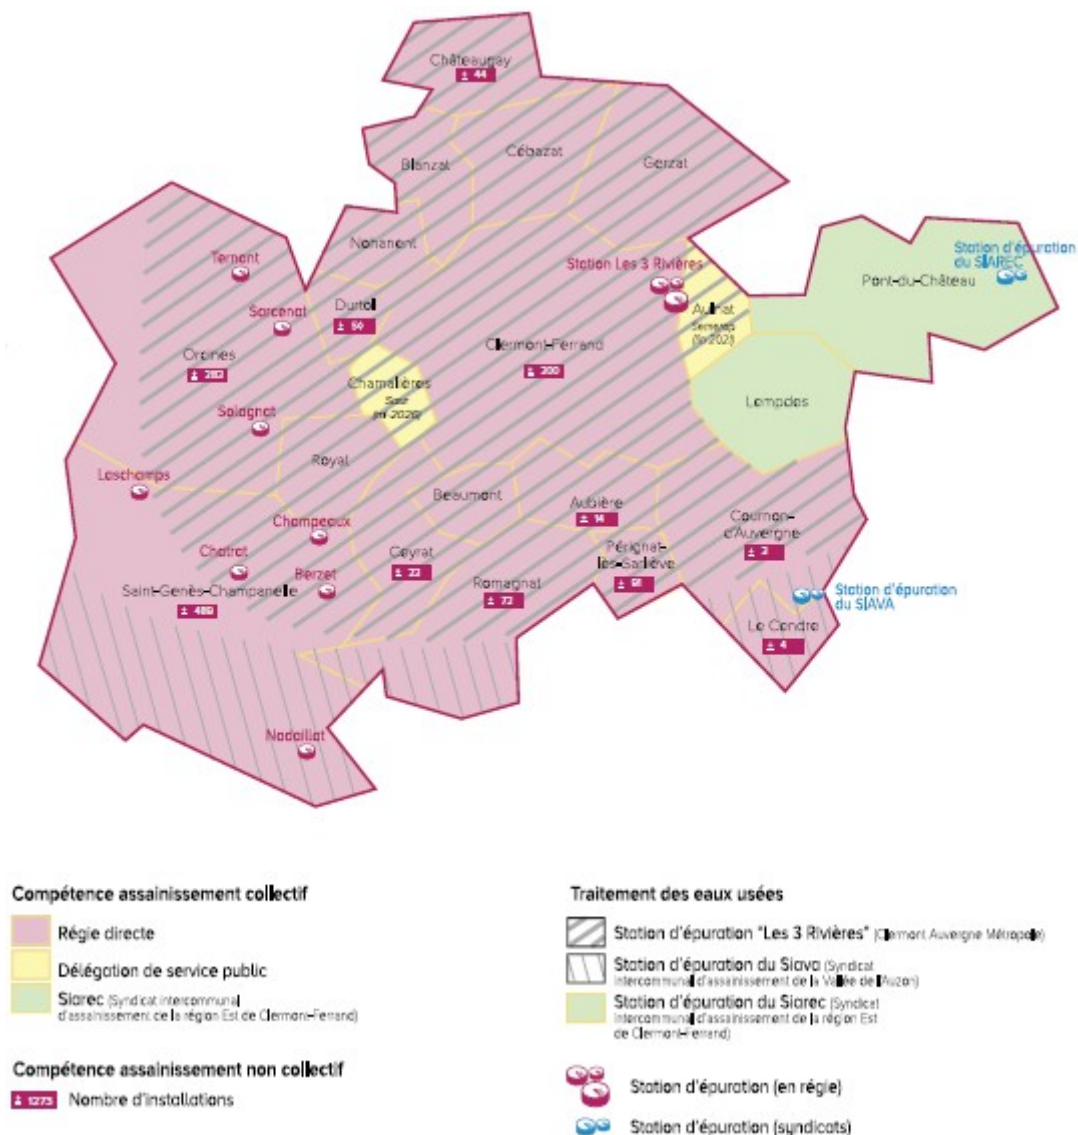 Châteaugay
44
Cébazat
Gerzat
Blanzat
Nohanent
Ternant
Station Les 3 Rivières
Station d'épuration
du SIAREC
Pont-du-Château
Sarcenat
Durtol
Aulnat
Clermont-Ferrand
200
Orcines
Chamalières
Lempdes
Solagnat
Royat
Laschamps
Beaumont
Aubière
14
Cournon-
d'Auvergne
3
Champeaux
Ceyrat
Pérignat-
lès-Sarliève
91
Chatrat
Saint-Genès-Champanelle
489
Berzet
Romagnat
72
Station d'épuration
du SIAVA
Le Cendre
4
Nadaillat
Compétence assainissement collectif
Régie directe
Délégation de service public
Siarec (Syndicat intercommunal
d'assainissement de la région Est de Clermont-Ferrand)
Compétence assainissement non collectif
1273 Nombre d'installations
Traitement des eaux usées
Station d'épuration "Les 3 Rivières" (Clermont Auvergne Métropole)
Station d'épuration du Siava (Syndicat
intercommunal d'assainissement de la Vallée de l'Auzon)
Station d'épuration du Siarec (Syndicat
intercommunal d'assainissement de la région Est
de Clermont-Ferrand)
Station d'épuration (en régie)
Station d'épuration (syndicats)